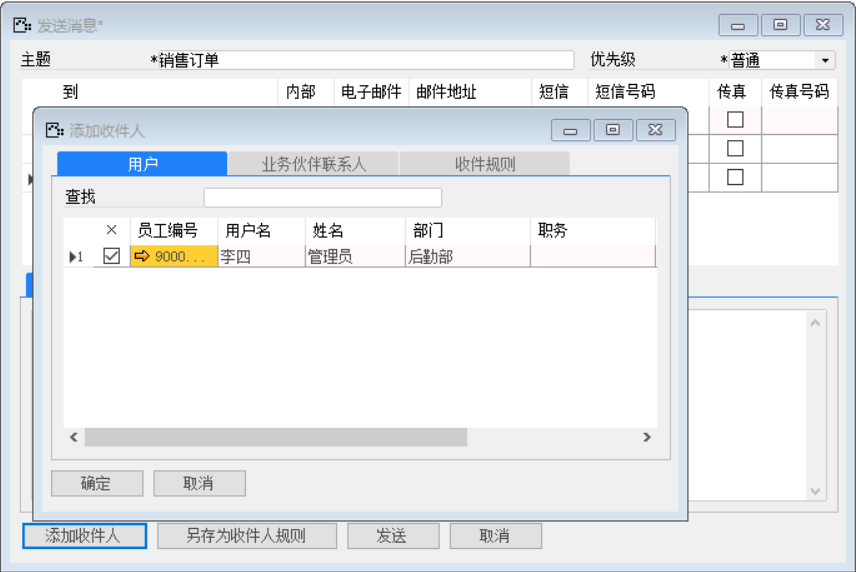 发送消息*
主题 *销售订单 优先级 *普通
到 内部 电子邮件 邮件地址 短信 短信号码 传真 传真号码
添加收件人
用户 业务伙伴联系人 收件规则
查找
× 员工编号 用户名 姓名 部门 职务
1 9000... 李四 管理员 后勤部
确定 取消
添加收件人 另存为收件人规则 发送 取消